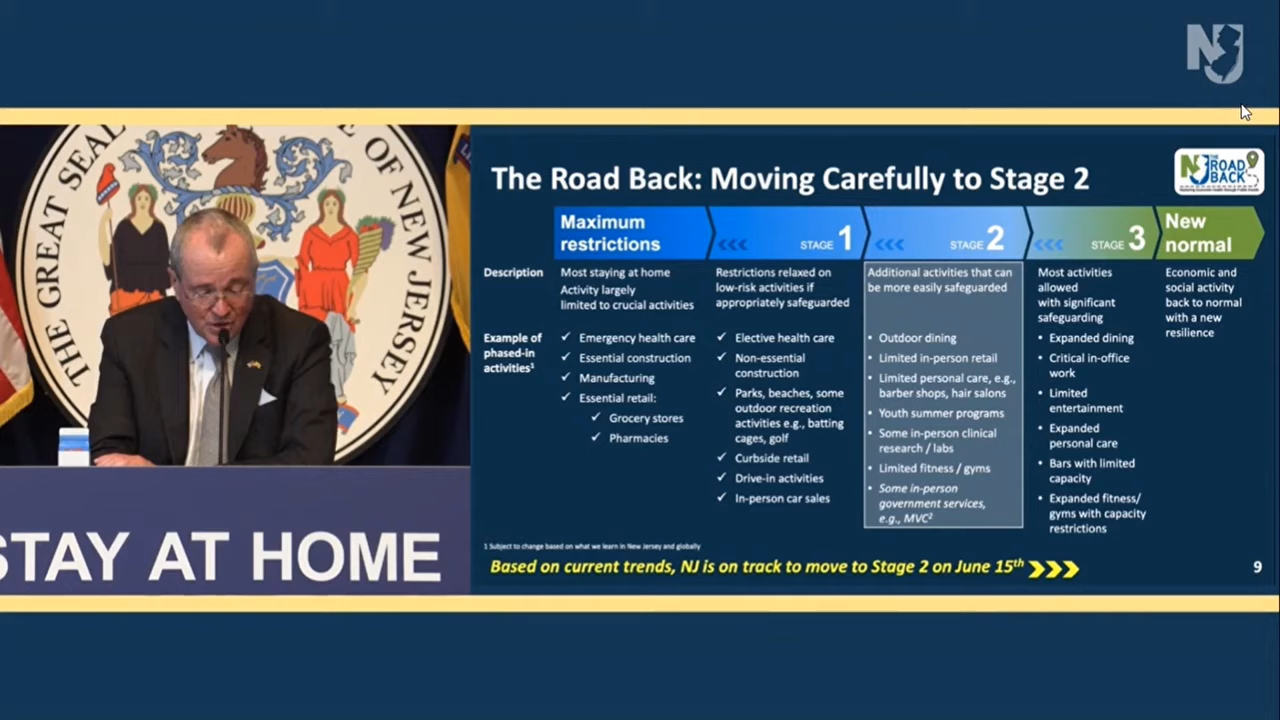 NJ
THE GREAT SEAL
E OF NEW JERSEY
STAY AT HOME
The Road Back: Moving Carefully to Stage 2
NJ
THE
ROAD
BACK
Maximum
restrictions
STAGE 1
STAGE 2
STAGE 3
New
normal
Description
Most staying at home
Activity largely
limited to crucial activities
Restrictions relaxed on
low-risk activities if
appropriately safeguarded
Additional activities that can
be more easily safeguarded
Most activities
allowed
with significant
safeguarding
Economic and
social activity
back to normal
with a new
resilience
Example of
phased-in
activities1
✓ Emergency health care
✓ Essential construction
✓ Manufacturing
✓ Essential retail:
✓ Grocery stores
✓ Pharmacies
✓ Elective health care
✓ Non-essential
construction
✓ Parks, beaches, some
outdoor recreation
activities e.g., batting
cages, golf
✓ Curbside retail
✓ Drive-in activities
✓ In-person car sales
• Outdoor dining
• Limited in-person retail
• Limited personal care, e.g.,
barber shops, hair salons
• Youth summer programs
• Some in-person clinical
research / labs
• Limited fitness / gyms
• Some in-person
government services,
e.g., MVC2
• Expanded dining
• Critical in-office
work
• Limited
entertainment
• Expanded
personal care
• Bars with limited
capacity
• Expanded fitness/
gyms with capacity
restrictions
1 Subject to change based on what we learn in New Jersey and globally
Based on current trends, NJ is on track to move to Stage 2 on June 15th
9